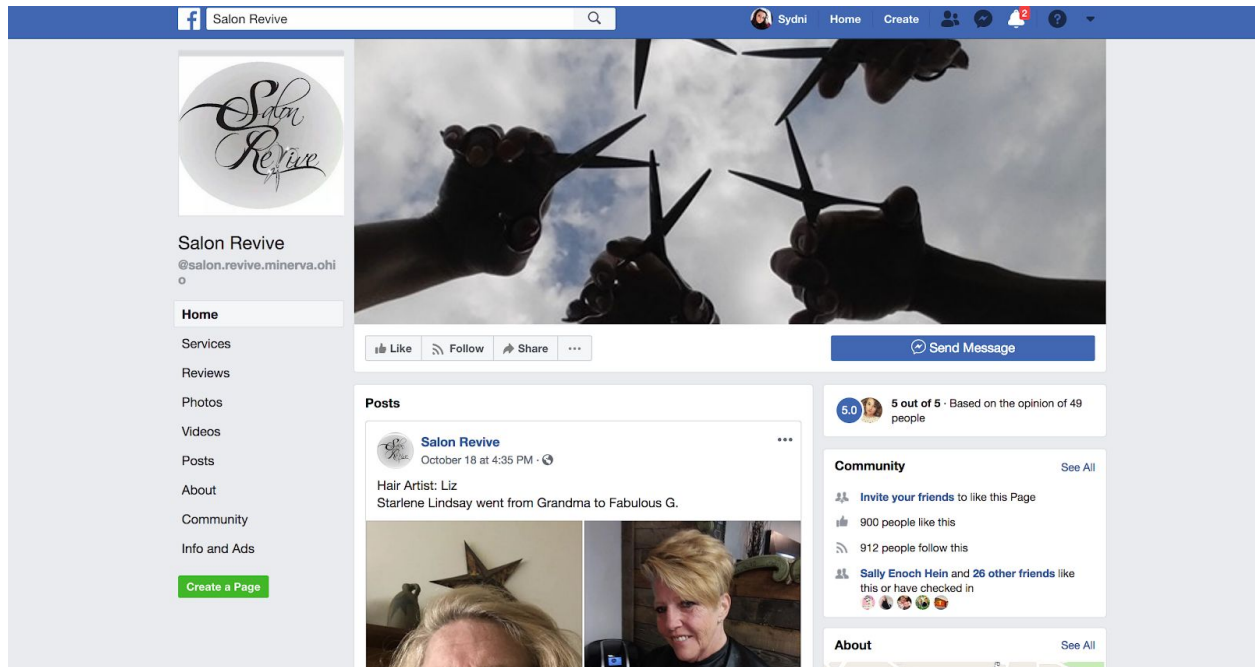 Salon Revive
Sydni
Home
Create
2
Salon
Revive
Salon Revive
@salon.revive.minerva.ohi
o
Home
Services
Reviews
Photos
Videos
Posts
About
Community
Info and Ads
Create a Page
Like
Follow
Share
Send Message
Posts
Salon Revive
October 18 at 4:35 PM ·
Hair Artist: Liz
Starlene Lindsay went from Grandma to Fabulous G.
5.0
5 out of 5 · Based on the opinion of 49
people
Community
See All
Invite your friends to like this Page
900 people like this
912 people follow this
Sally Enoch Hein and 26 other friends like
this or have checked in
About
See All